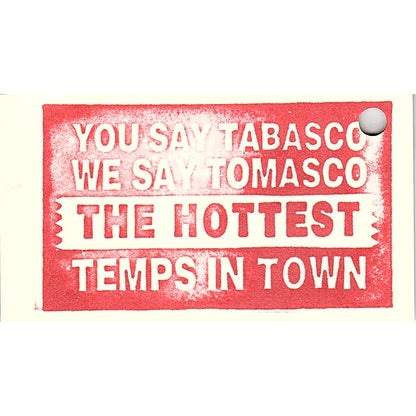 YOU SAY TABASCO
WE SAY TOMASCO
THE HOTTEST
TEMPS IN TOWN